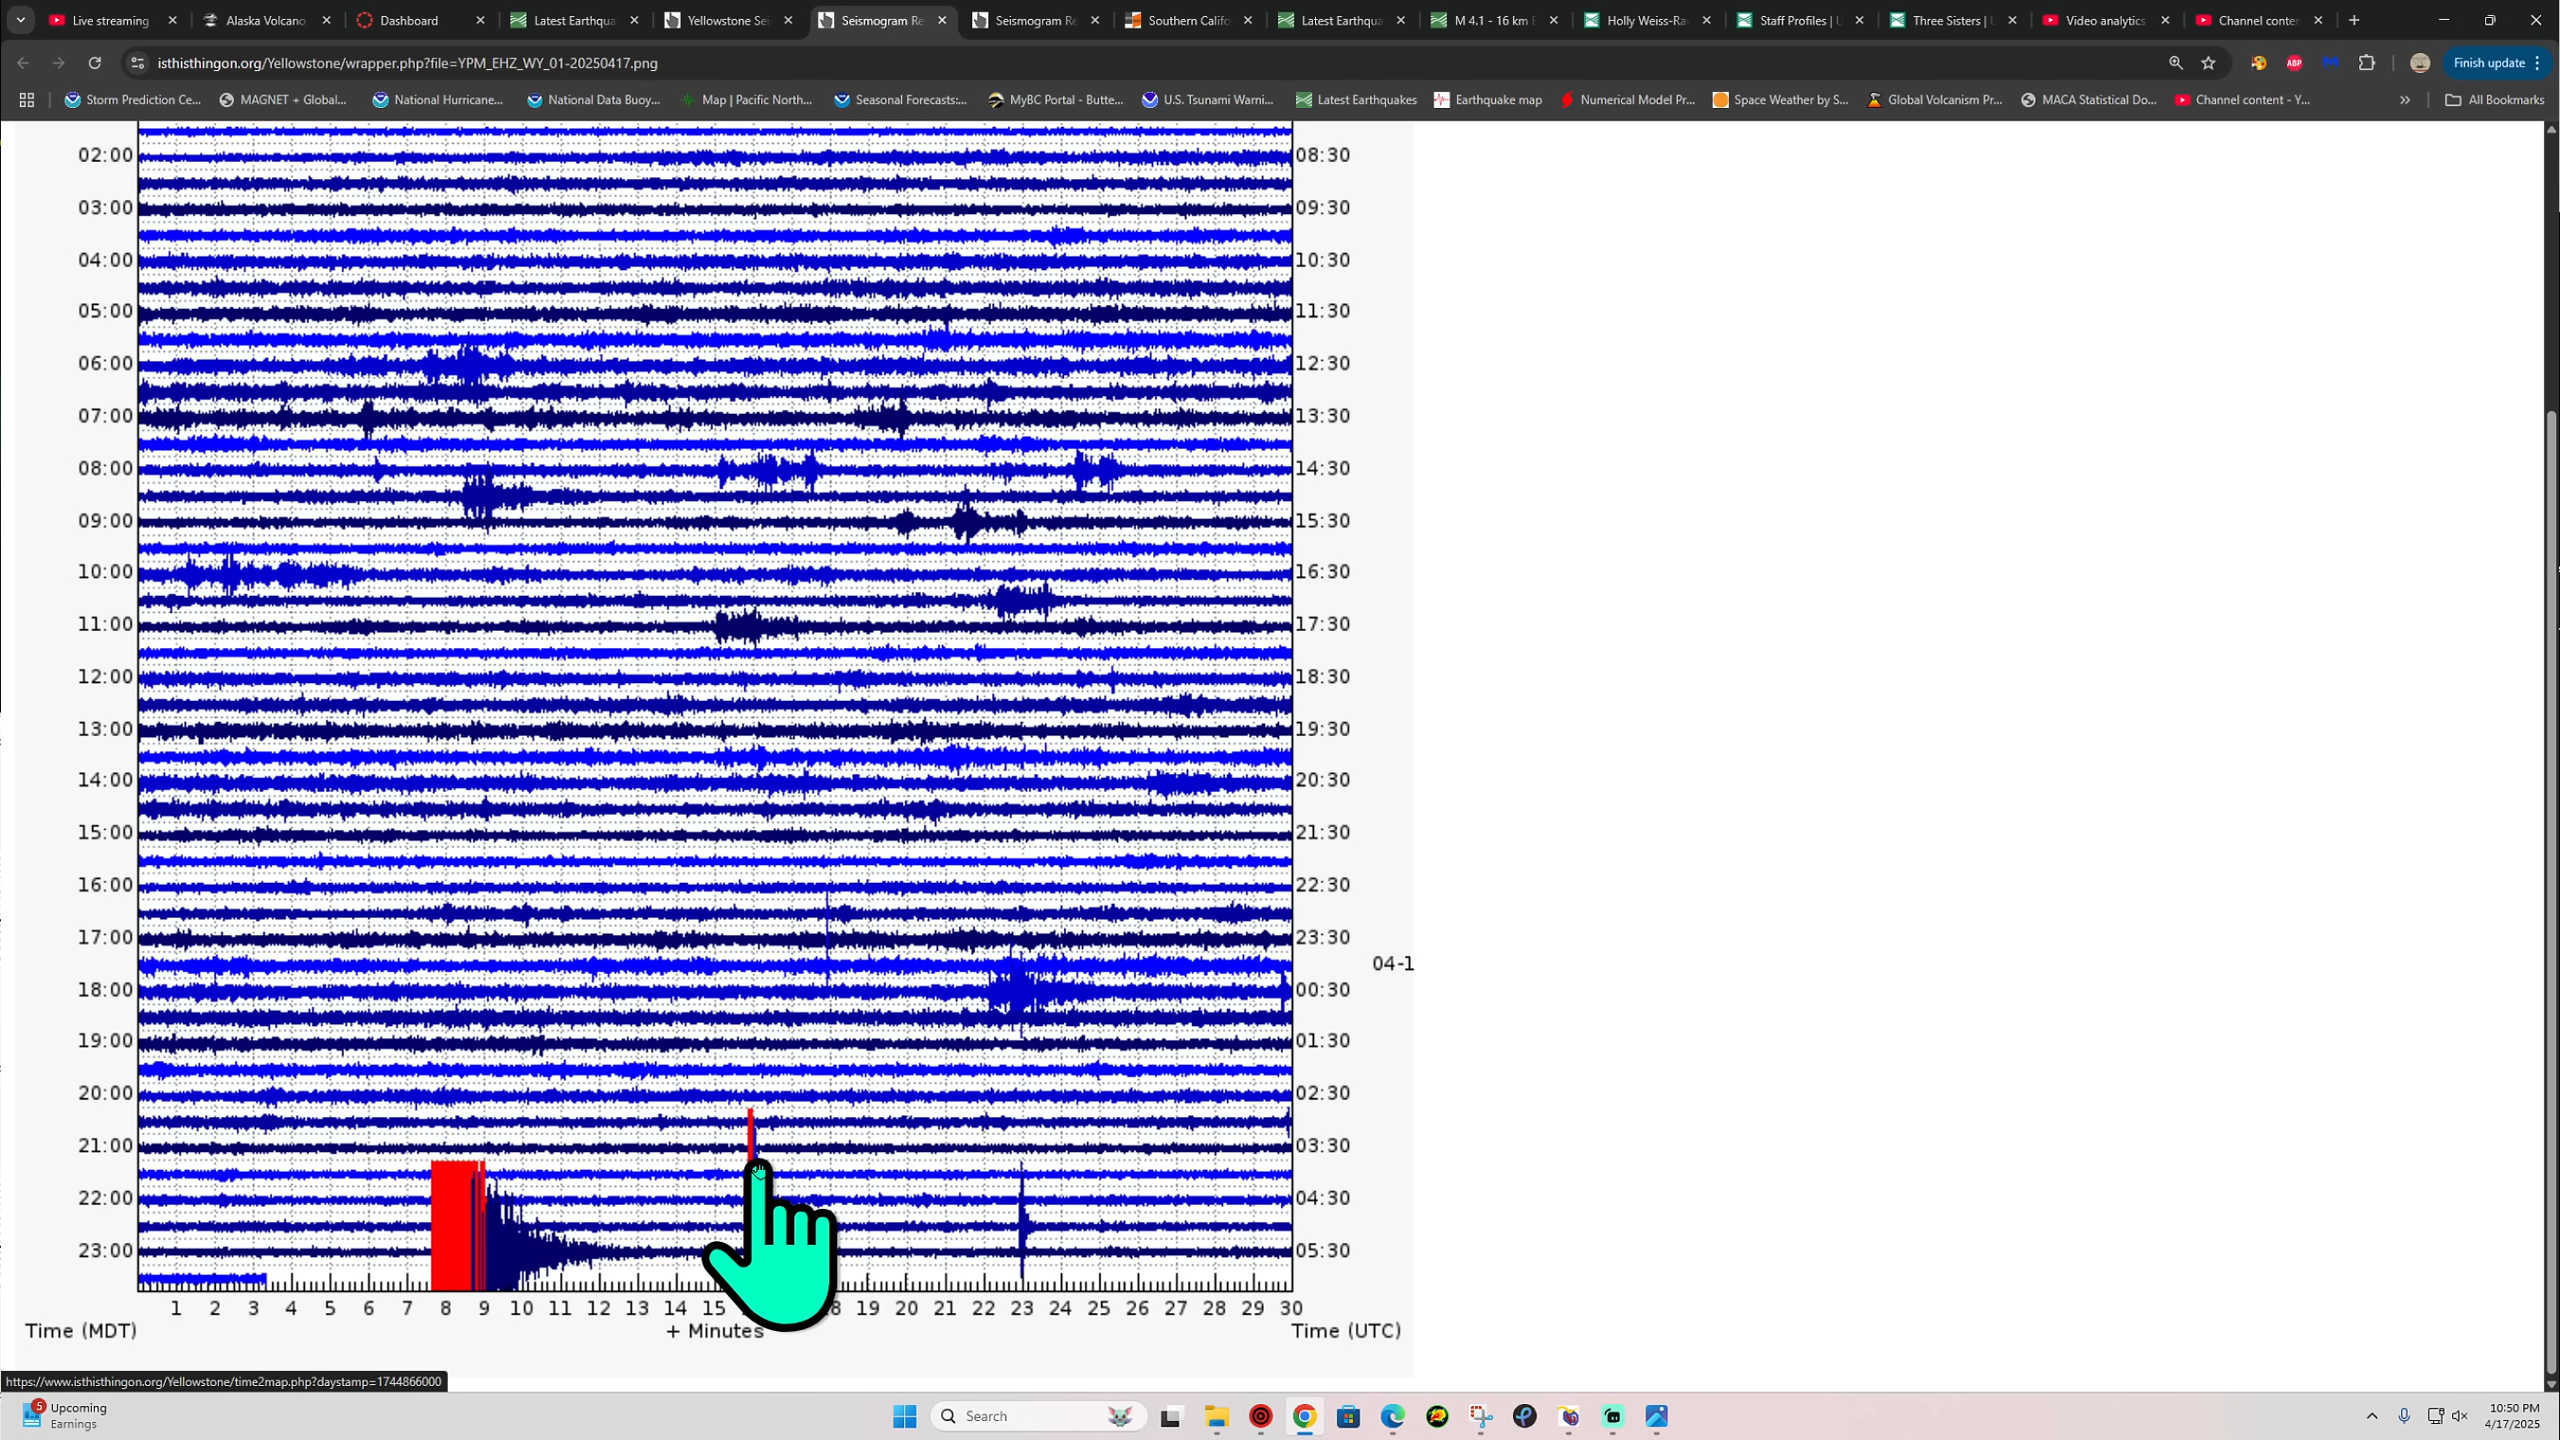 Live streaming
Alaska Volcano
Dashboard
Latest Earthqua
Yellowstone Sei
Seismogram Re
Seismogram Re
Southern Califo
Latest Earthqua
M 4.1 - 16 km E
Holly Weiss-Ra
Staff Profiles | U
Three Sisters | U
Video analytics
Channel conten
isthisthingon.org/Yellowstone/wrapper.php?file=YPM_EHZ_WY_01-20250417.png
ABP
Finish update
Storm Prediction Ce...
MAGNET + Global...
National Hurricane...
National Data Buoy...
Map | Pacific North...
Seasonal Forecasts:...
MyBC Portal - Butte...
U.S. Tsunami Warni...
Latest Earthquakes
Earthquake map
Numerical Model Pr...
Space Weather by S...
Global Volcanism Pr...
MACA Statistical Do...
Channel content - Y...
All Bookmarks
02:00 08:30
03:00 09:30
04:00 10:30
05:00 11:30
06:00 12:30
07:00 13:30
08:00 14:30
09:00 15:30
10:00 16:30
11:00 17:30
12:00 18:30
13:00 19:30
14:00 20:30
15:00 21:30
16:00 22:30
17:00 23:30
04-1
18:00 00:30
19:00 01:30
20:00 02:30
21:00 03:30
22:00 04:30
23:00 05:30
1 2 3 4 5 6 7 8 9 10 11 12 13 14 15 8 19 20 21 22 23 24 25 26 27 28 29 30
Time (MDT) + Minutes Time (UTC)
https://www.isthisthingon.org/Yellowstone/time2map.php?daystamp=1744866000
5
Upcoming
Earnings
Search
10:50 PM
4/17/2025